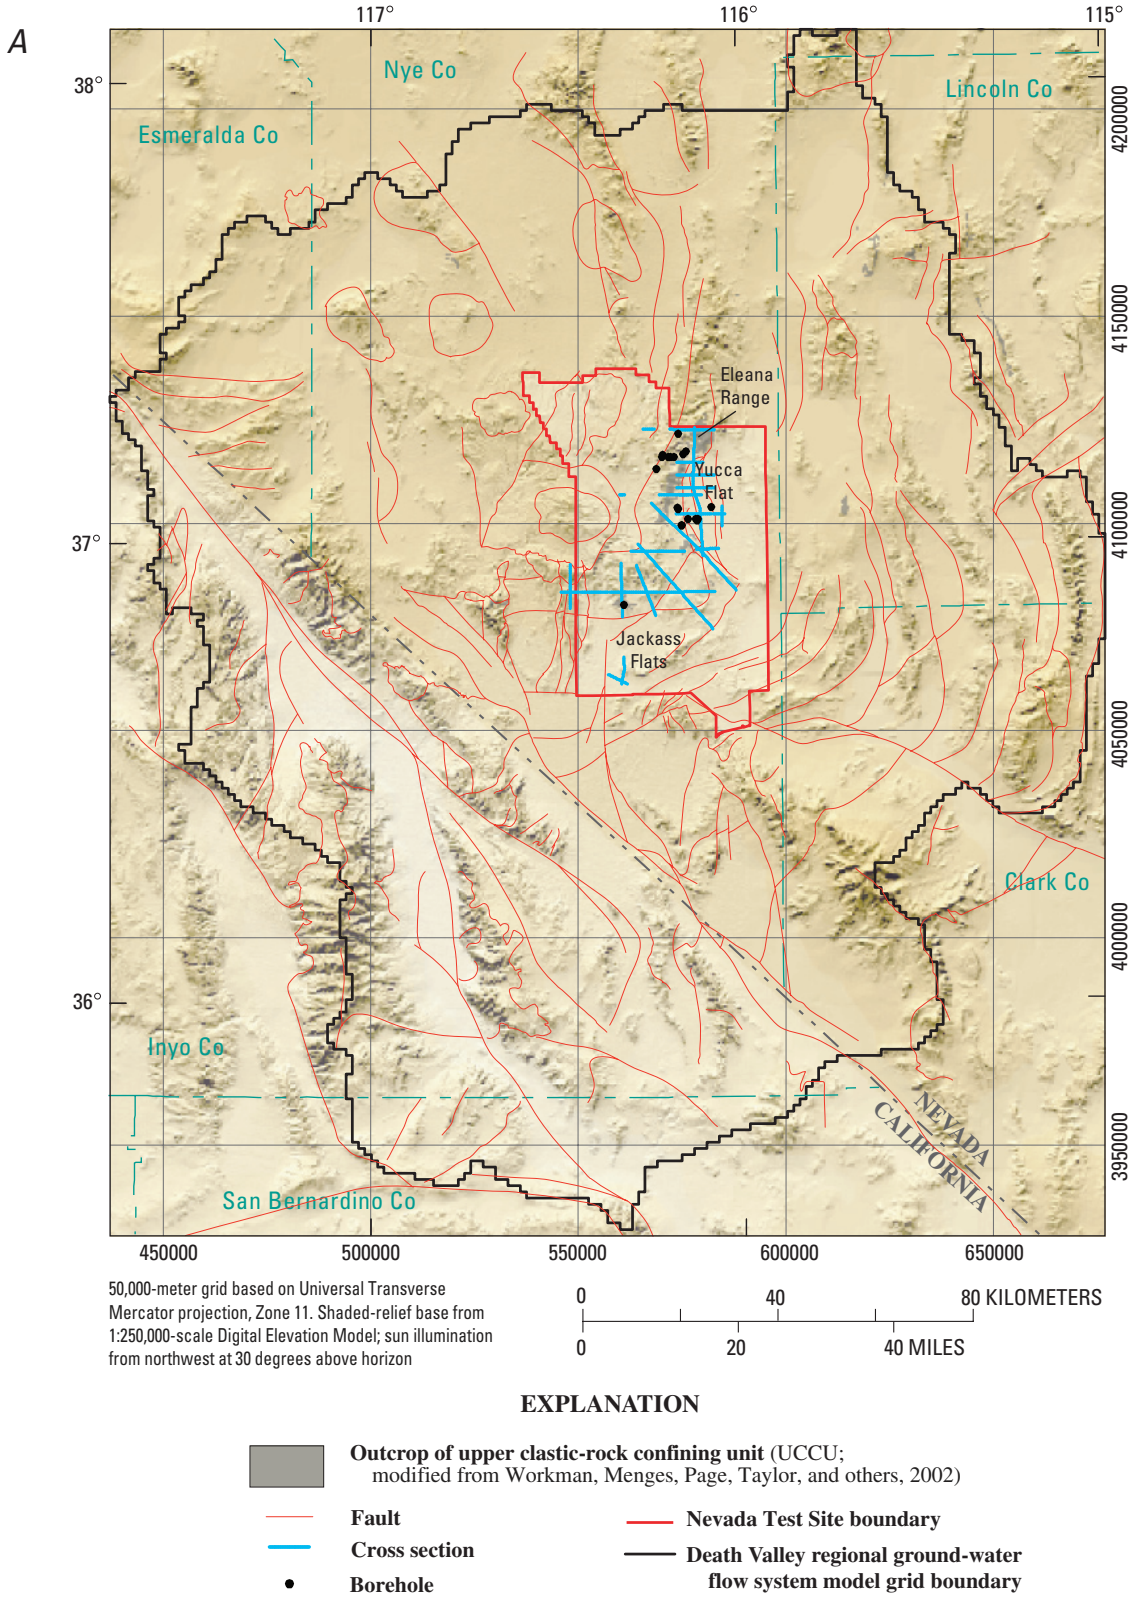 A
117°
116°
115°
38°
37°
36°
Nye Co
Lincoln Co
Esmeralda Co
4200000
4150000
4100000
4050000
4000000
3950000
Eleana
Range
Yucca
Flat
Jackass
Flats
Clark Co
Inyo Co
NEVADA
CALIFORNIA
San Bernardino Co
450000
500000
550000
600000
650000
50,000-meter grid based on Universal Transverse
Mercator projection, Zone 11. Shaded-relief base from
1:250,000-scale Digital Elevation Model; sun illumination
from northwest at 30 degrees above horizon
0 40 80 KILOMETERS
0 20 40 MILES
EXPLANATION
Outcrop of upper clastic-rock confining unit (UCCU;
modified from Workman, Menges, Page, Taylor, and others, 2002)
Fault
Cross section
Borehole
Nevada Test Site boundary
Death Valley regional ground-water
flow system model grid boundary